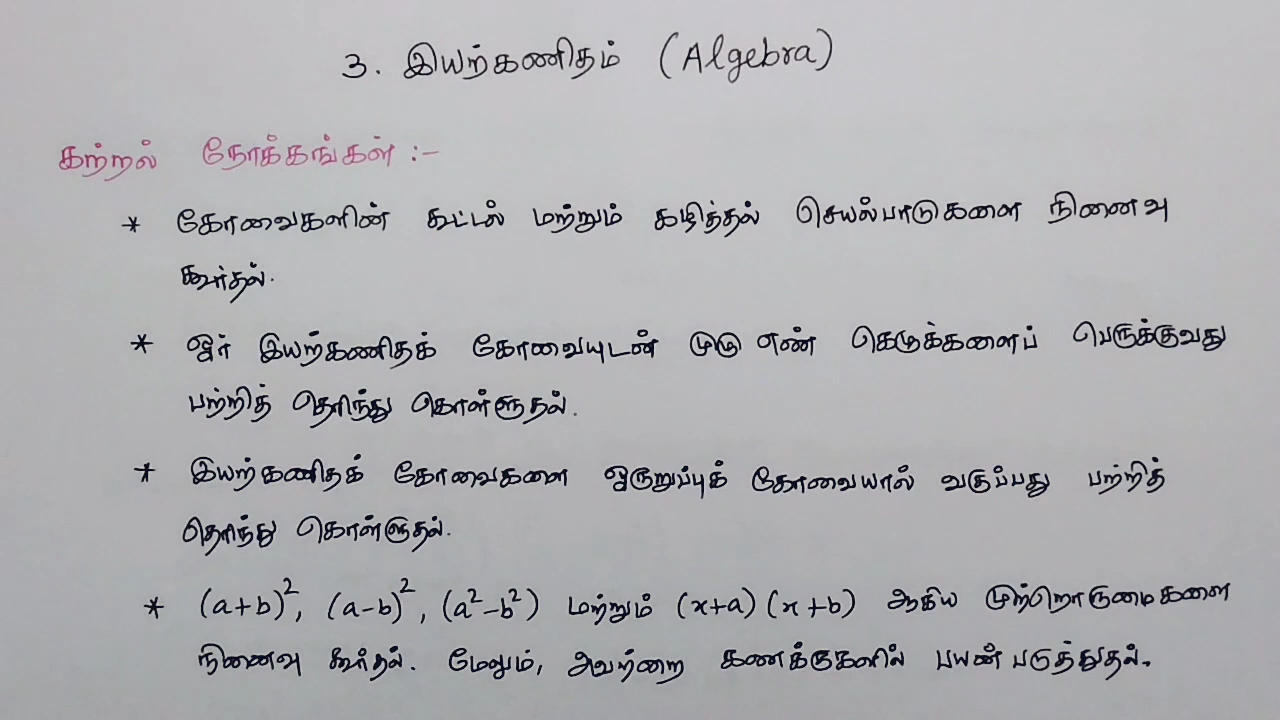 3. இயற்கணிதம் (Algebra)
கற்றல் நோக்கங்கள் :-
* கோவைகளின் கூட்டல் மற்றும் கழித்தல் செயல்பாடுகளை நினைவு
கூர்தல்.
* ஓர் இயற்கணிதக் கோவையுடன் முழு எண் கெழுக்களைப் பெருக்குவது
பற்றித் தெரிந்து கொள்ளுதல்.
* இயற்கணிதக் கோவைகளை ஓருறுப்புக் கோவையால் வகுப்பது பற்றித்
தெரிந்து கொள்ளுதல்.
* (a+b)², (a-b)², (a²-b²) மற்றும் (x+a) (x+b) ஆகிய முற்றொருமைகளை
நினைவு கூர்தல். மேலும், அவற்றை கணக்குகளில் பயன்படுத்துதல்.